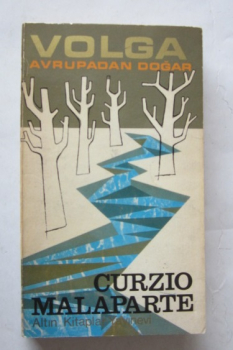 VOLGA
AVRUPADAN DOĞAR
CURZIO
MALAPARTE
Altın Kitaplar